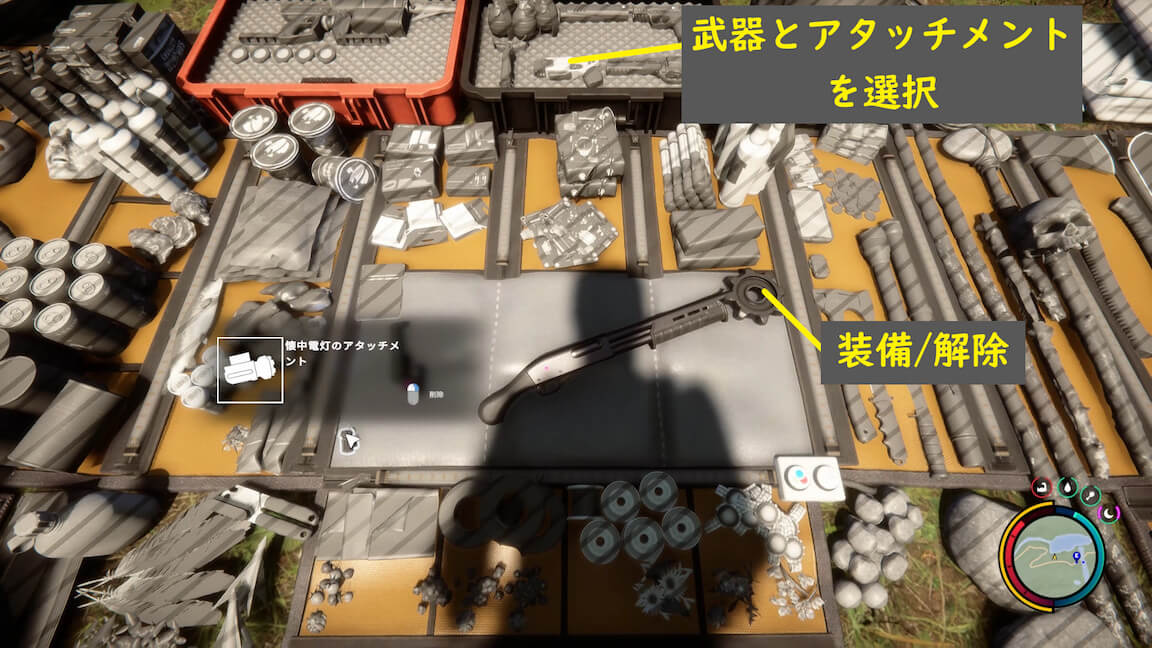 武器とアタッチメント
を選択
装備/解除
懐中電灯のアタッチメ
ント
削除